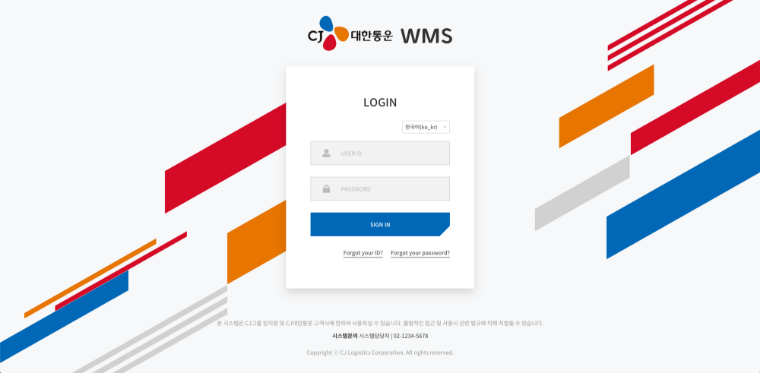 CJ 대한통운 WMS
LOGIN
한국어(ko_kr)
USER ID
PASSWORD
SIGN IN
Forgot your ID? Forgot your password?
본 시스템은 CJ그룹 임직원 및 CJ대한통운 고객사에 한하여 사용하실 수 있습니다. 불법적인 접근 및 사용시 관련 법규에 의해 처벌될 수 있습니다.
시스템문의 시스템담당자 | 02-1234-5678
Copyright ⓒ CJ Logistics Corporation. All rights reserved.